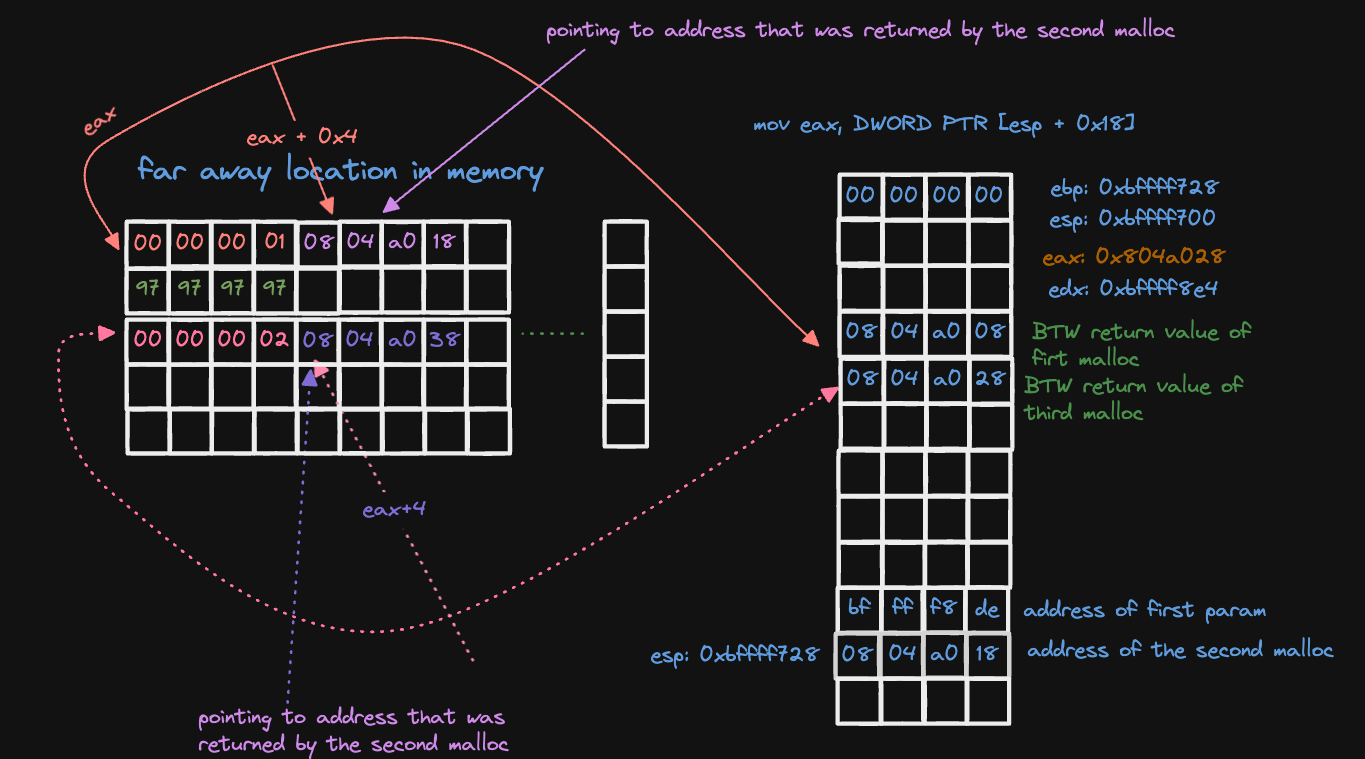 pointing to address that was returned by the second malloc
eax
eax + 0x4
mov eax, DWORD PTR [esp + 0x18]
far away location in memory
00 00 00 00
ebp: 0xbffff728
esp: 0xbffff700
eax: 0x804a028
edx: 0xbffff8e4
00 00 00 01 08 04 a0 18
97 97 97 97
00 00 00 02 08 04 a0 38
08 04 a0 08
BTW return value of
firt malloc
08 04 a0 28
BTW return value of
third malloc
eax+4
bf ff f8 de
address of first param
esp: 0xbffff728
08 04 a0 18
address of the second malloc
pointing to address that was
returned by the second malloc